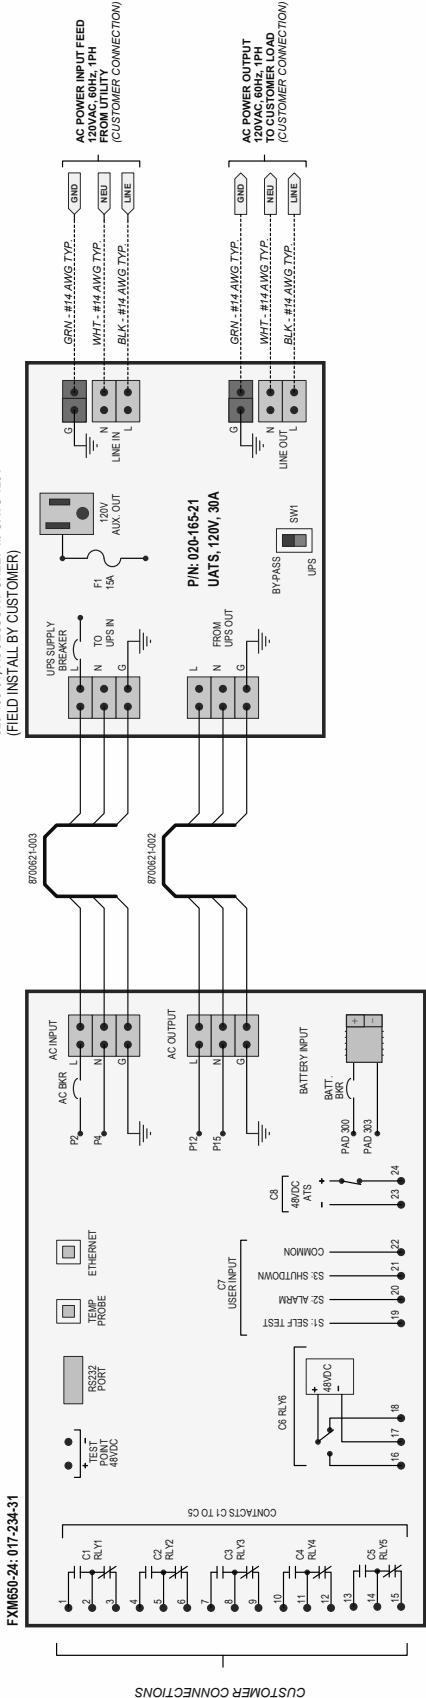 FXM650-24: 017-234-31
CUSTOMER CONNECTIONS
1
2
3
C1
RLY1
4
5
6
C2
RLY2
7
8
9
C3
RLY3
10
11
12
C4
RLY4
13
14
15
C5
RLY5
CONTACTS C1 TO C5
+ −
TEST
POINT
48VDC
RS232
PORT
TEMP
PROBE
ETHERNET
C6 RLY6
+
−
48VDC
16
17
18
C7
USER INPUT
S1: SELF TEST
S2: ALARM
S3: SHUTDOWN
COMMON
19
20
21
22
C8
48VDC
ATS
−
+
23
24
P2
P4
AC BKR
AC INPUT
L
N
G
P12
P15
AC OUTPUT
L
N
G
BATTERY INPUT
BATT.
BKR
PAD 300
PAD 303
+
−
8700621-003
8700621-002
(FIELD INSTALL BY CUSTOMER)
UPS SUPPLY
BREAKER
L
N
G
TO
UPS IN
L
N
G
FROM
UPS OUT
F1
15A
120V
AUX. OUT
P/N: 020-165-21
UATS, 120V, 30A
BY-PASS
UPS
SW1
G
N
L
LINE IN
G
N
L
LINE OUT
GRN - #14 AWG TYP.
WHT - #14 AWG TYP.
BLK - #14 AWG TYP.
GND
NEU
LINE
AC POWER INPUT FEED
120VAC, 60Hz, 1PH
FROM UTILITY
(CUSTOMER CONNECTION)
GRN - #14 AWG TYP.
WHT - #14 AWG TYP.
BLK - #14 AWG TYP.
GND
NEU
LINE
AC POWER OUTPUT
120VAC, 60Hz, 1PH
TO CUSTOMER LOAD
(CUSTOMER CONNECTION)